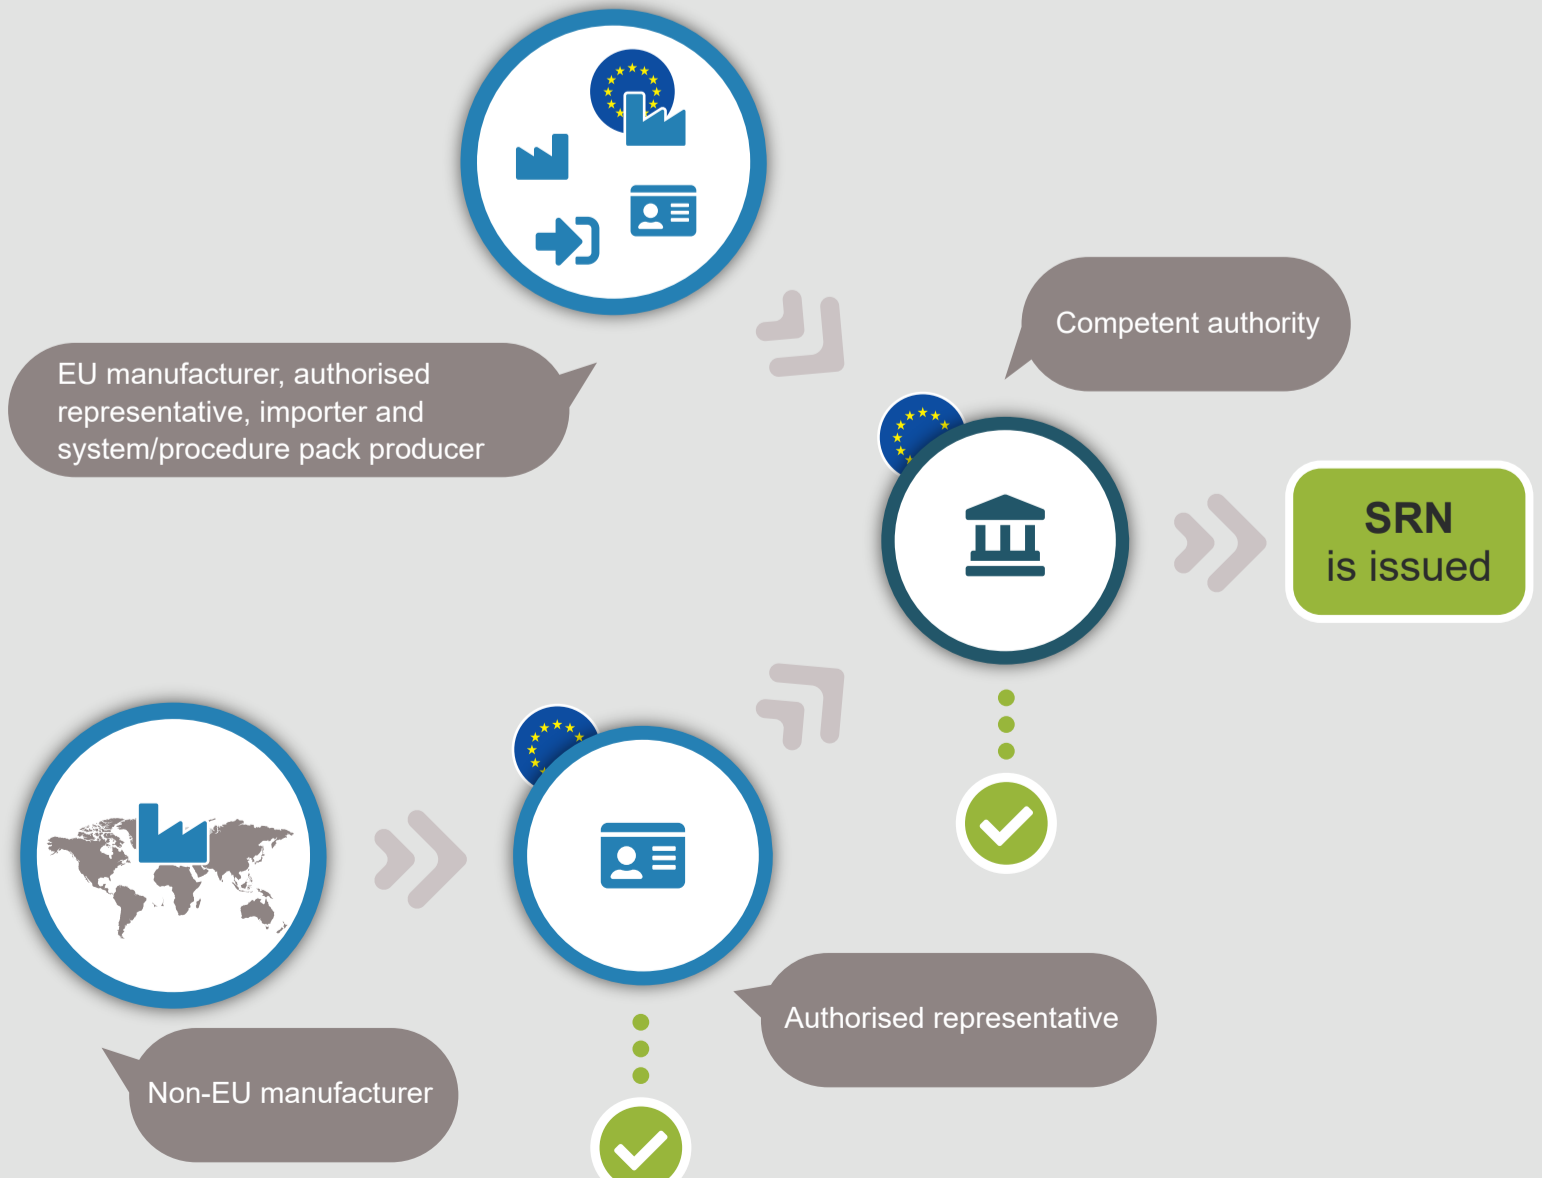 EU manufacturer, authorised
representative, importer and
system/procedure pack producer
Competent authority
SRN
is issued
Authorised representative
Non-EU manufacturer